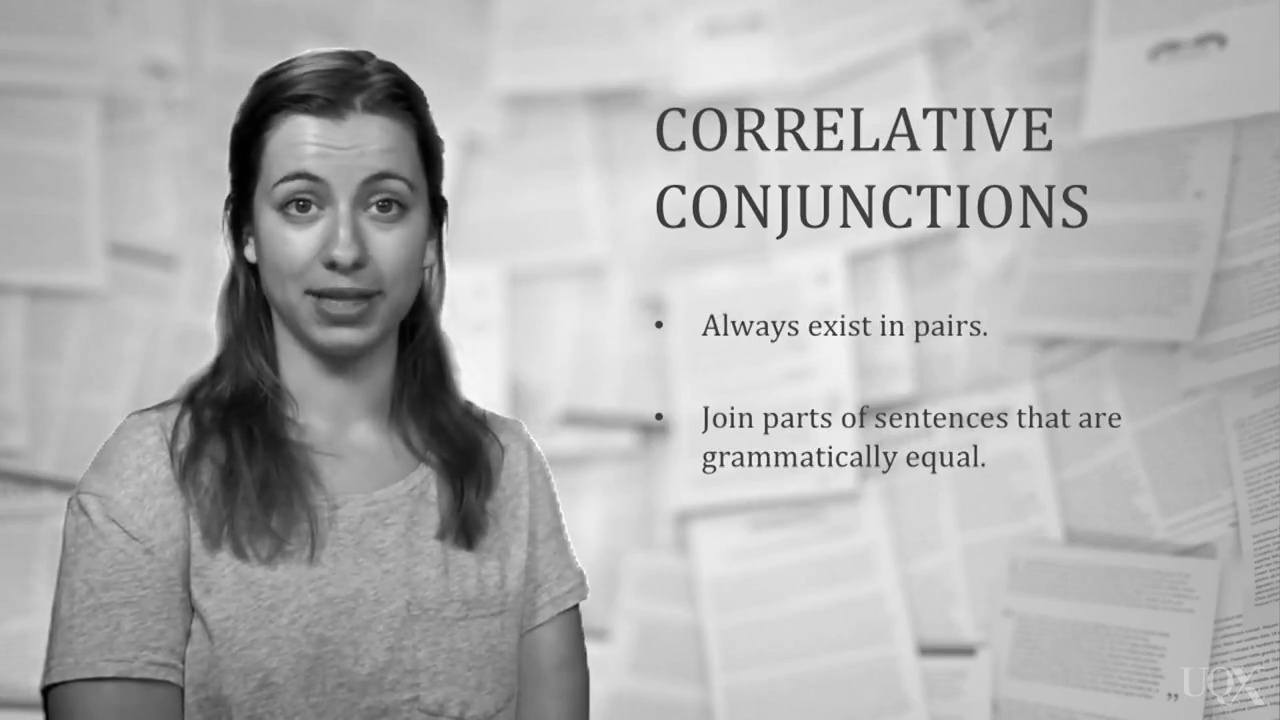 CORRELATIVE
CONJUNCTIONS
• Always exist in pairs.
• Join parts of sentences that are
grammatically equal.
UQX